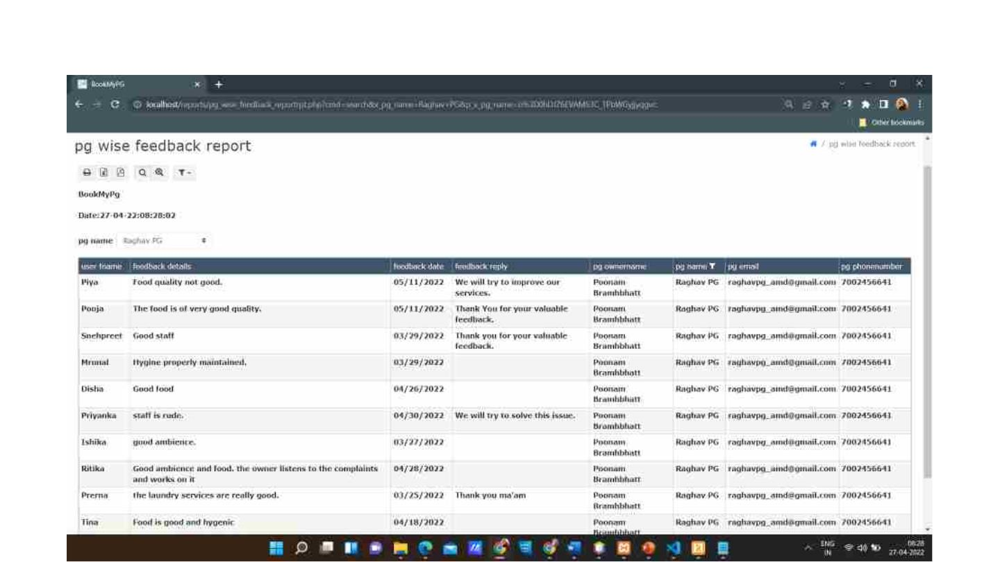 BookMyPG
Other bookmarks
pg wise feedback report
/ pg wise feedback report
BookMyPg
Date:27-04-22:08:28:02
pg name Raghav PG
user fname feedback details feedback date feedback reply pg ownername pg name pg email pg phonenumber
Piya Food quality not good. 05/11/2022 We will try to improve our services. Poonam Bramhbhatt Raghav PG raghavpg_amd@gmail.com 7002456641
Pooja The food is of very good quality. 05/11/2022 Thank You for your valuable feedback. Poonam Bramhbhatt Raghav PG raghavpg_amd@gmail.com 7002456641
Snehpreet Good staff 03/29/2022 Thank you for your valuable feedback. Poonam Bramhbhatt Raghav PG raghavpg_amd@gmail.com 7002456641
Mrunal Hygine properly maintained. 03/29/2022 Poonam Bramhbhatt Raghav PG raghavpg_amd@gmail.com 7002456641
Disha Good food 04/26/2022 Poonam Bramhbhatt Raghav PG raghavpg_amd@gmail.com 7002456641
Priyanka staff is rude. 04/30/2022 We will try to solve this issue. Poonam Bramhbhatt Raghav PG raghavpg_amd@gmail.com 7002456641
Ishika good ambience. 03/27/2022 Poonam Bramhbhatt Raghav PG raghavpg_amd@gmail.com 7002456641
Ritika Good ambience and food. the owner listens to the complaints and works on it 04/28/2022 Poonam Bramhbhatt Raghav PG raghavpg_amd@gmail.com 7002456641
Prerna the laundry services are really good. 03/25/2022 Thank you ma'am Poonam Bramhbhatt Raghav PG raghavpg_amd@gmail.com 7002456641
Tina Food is good and hygenic 04/18/2022 Poonam Bramhbhatt Raghav PG raghavpg_amd@gmail.com 7002456641
ENG 08:28
IN 27-04-2022